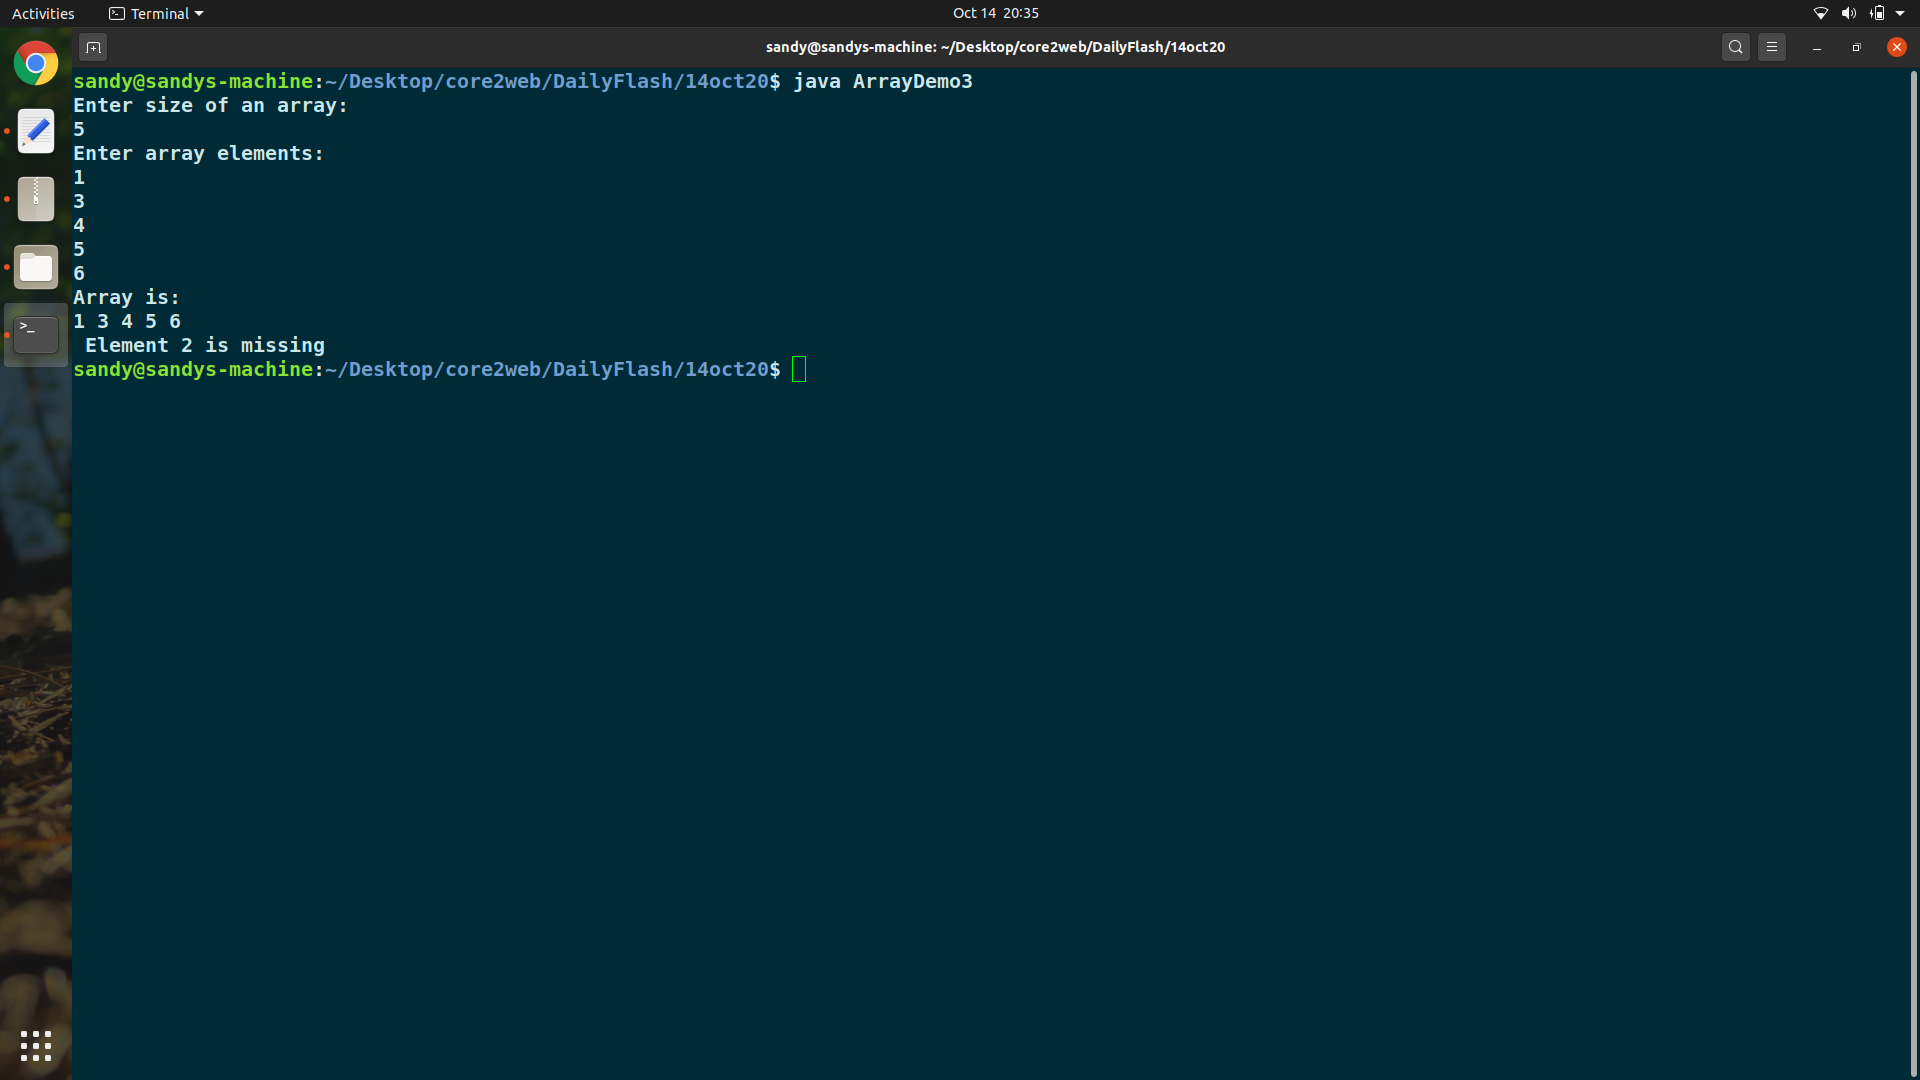 Activities Terminal Oct 14 20:35
sandy@sandys-machine: ~/Desktop/core2web/DailyFlash/14oct20
sandy@sandys-machine:~/Desktop/core2web/DailyFlash/14oct20$ java ArrayDemo3
Enter size of an array:
5
Enter array elements:
1
3
4
5
6
Array is:
1 3 4 5 6
 Element 2 is missing
sandy@sandys-machine:~/Desktop/core2web/DailyFlash/14oct20$